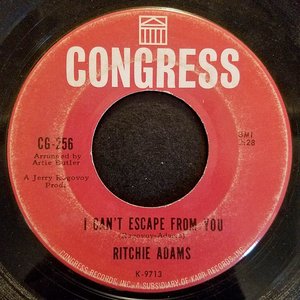 CONGRESS
CG-256
Arranged by
Artie Butler
A Jerry Ragovoy
Prod.
BMI
I CAN'T ESCAPE FROM YOU
RITCHIE ADAMS
K-9713
CONGRESS RECORDS, INC. • A SUBSIDIARY OF KAPP RECORDS, INC.